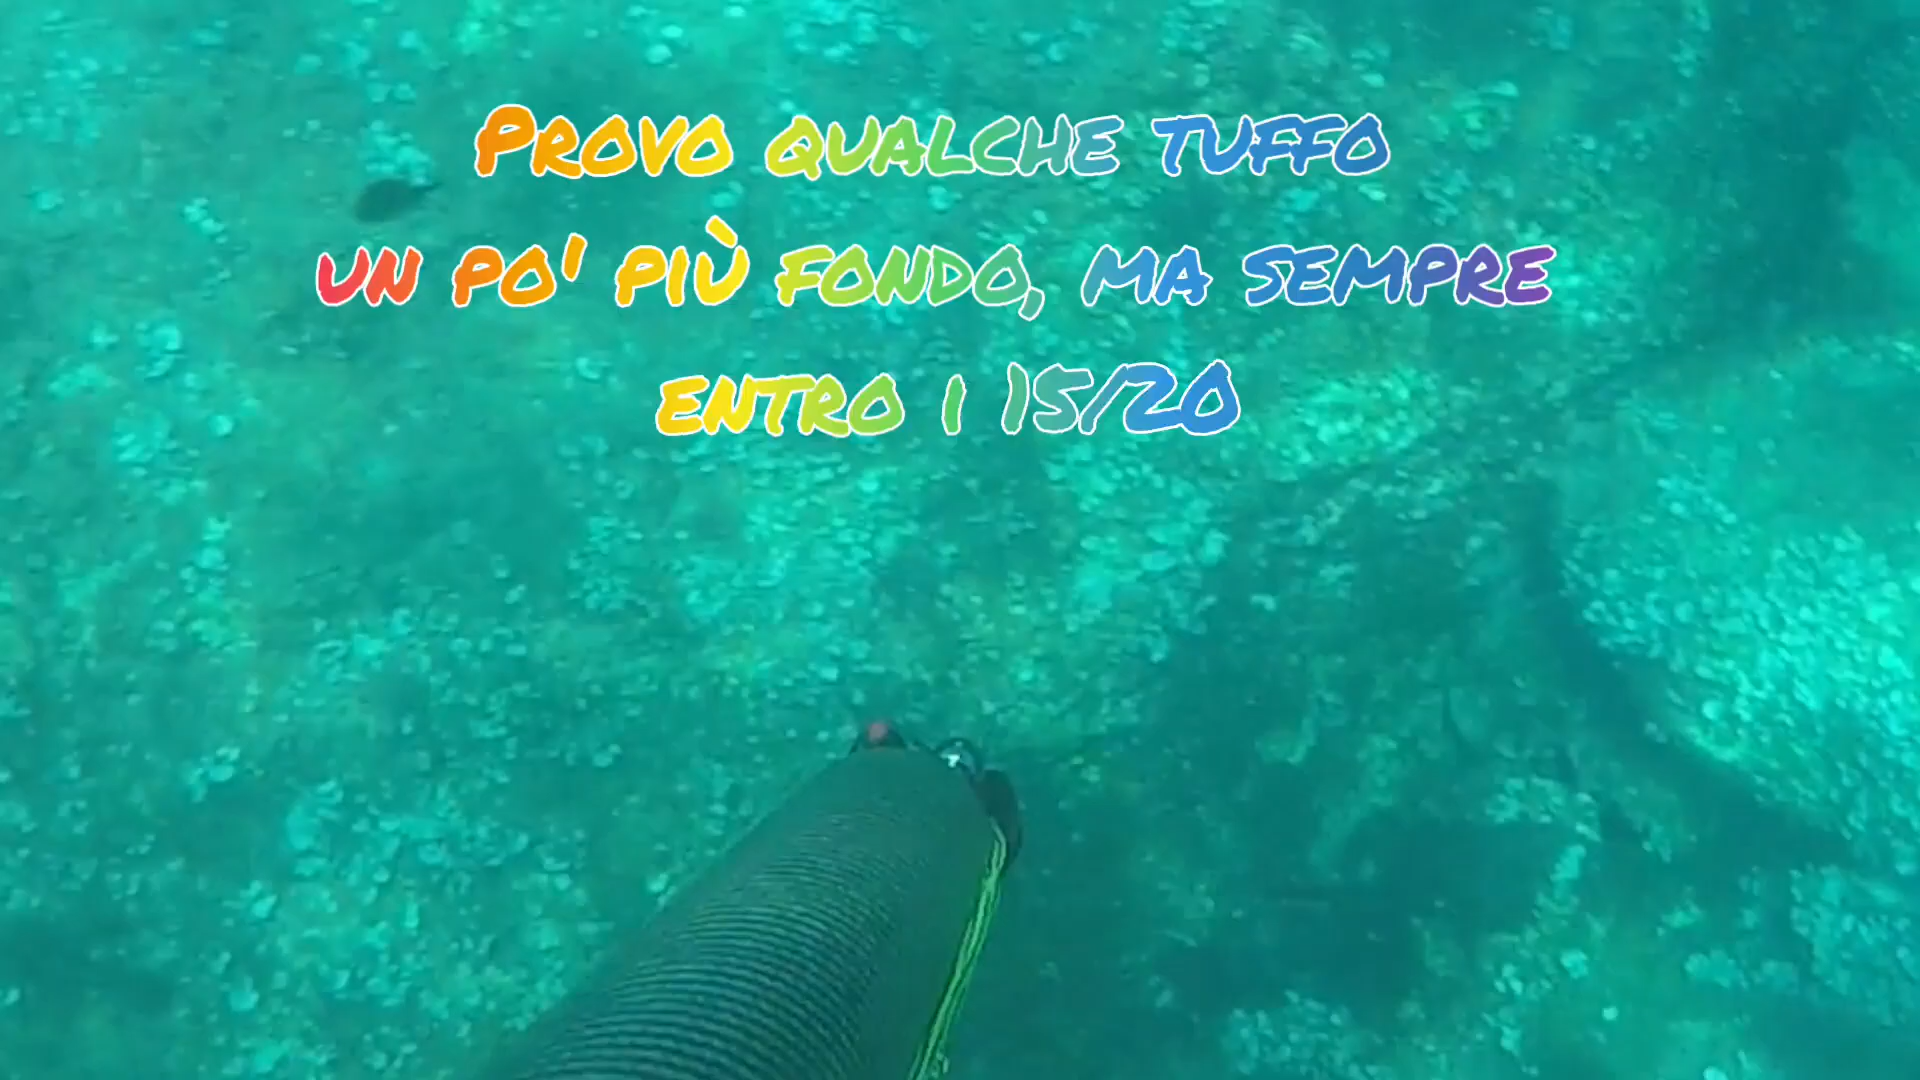 Provo qualche tuffo
un po' più fondo, ma sempre
entro i 15/20